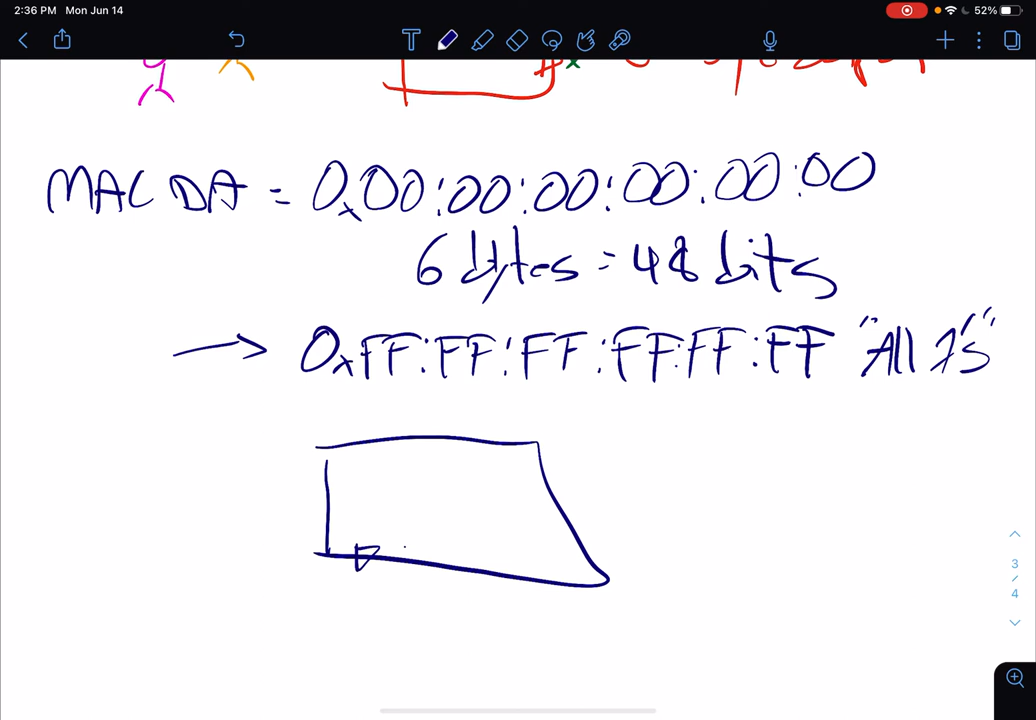 2:36 PM Mon Jun 14
52%
T
MAC DA = 0x00:00:00:00:00:00
6 bytes = 48 bits
→ 0xFF:FF:FF:FF:FF:FF "All 1's"
3
/
4